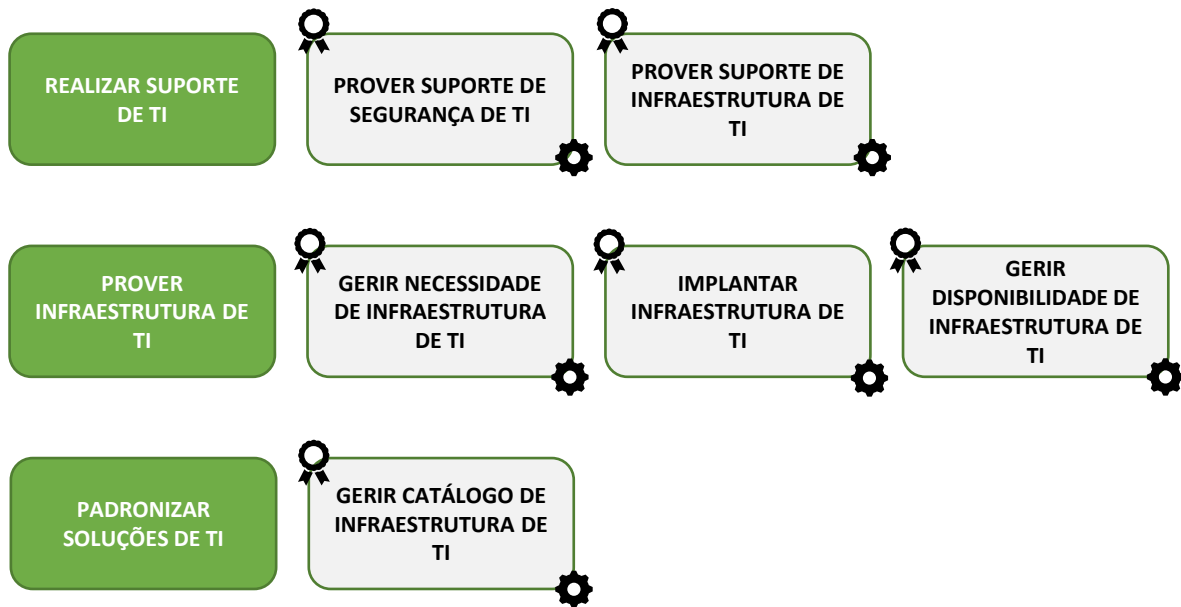 REALIZAR SUPORTE
DE TI
PROVER SUPORTE DE
SEGURANÇA DE TI
PROVER SUPORTE DE
INFRAESTRUTURA DE
TI
PROVER
INFRAESTRUTURA DE
TI
GERIR NECESSIDADE
DE INFRAESTRUTURA
DE TI
IMPLANTAR
INFRAESTRUTURA DE
TI
GERIR
DISPONIBILIDADE DE
INFRAESTRUTURA DE
TI
PADRONIZAR
SOLUÇÕES DE TI
GERIR CATÁLOGO DE
INFRAESTRUTURA DE
TI